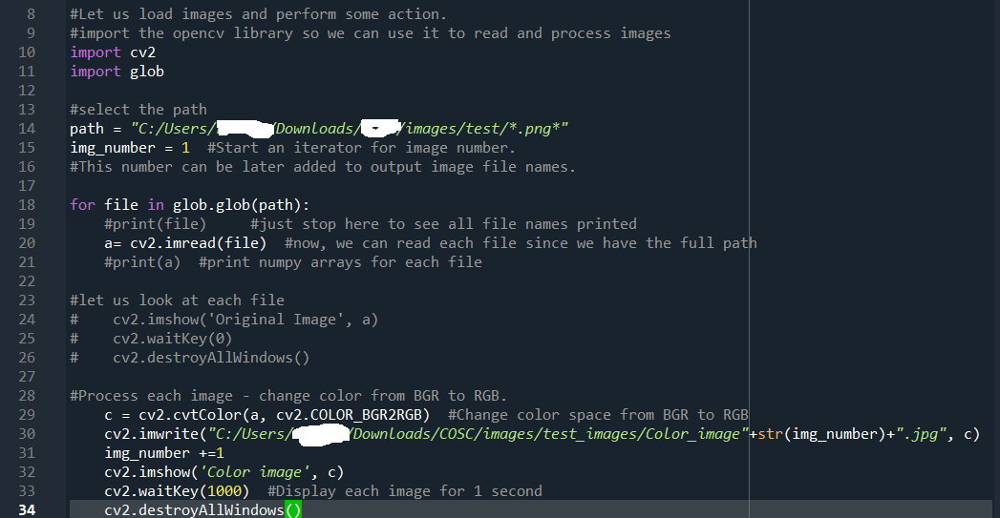 8 #Let us load images and perform some action.
9 #import the opencv library so we can use it to read and process images
10 import cv2
11 import glob
12
13 #select the path
14 path = "C:/Users/ /Downloads/ /images/test/*.png*"
15 img_number = 1  #Start an iterator for image number.
16 #This number can be later added to output image file names.
17
18 for file in glob.glob(path):
19     #print(file)     #just stop here to see all file names printed
20     a= cv2.imread(file)  #now, we can read each file since we have the full path
21     #print(a)  #print numpy arrays for each file
22
23 #let us look at each file
24 #    cv2.imshow('Original Image', a)
25 #    cv2.waitKey(0)
26 #    cv2.destroyAllWindows()
27
28 #Process each image - change color from BGR to RGB.
29     c = cv2.cvtColor(a, cv2.COLOR_BGR2RGB)  #Change color space from BGR to RGB
30     cv2.imwrite("C:/Users/ /Downloads/COSC/images/test_images/Color_image"+str(img_number)+".jpg", c)
31     img_number +=1
32     cv2.imshow('Color image', c)
33     cv2.waitKey(1000)  #Display each image for 1 second
34     cv2.destroyAllWindows()